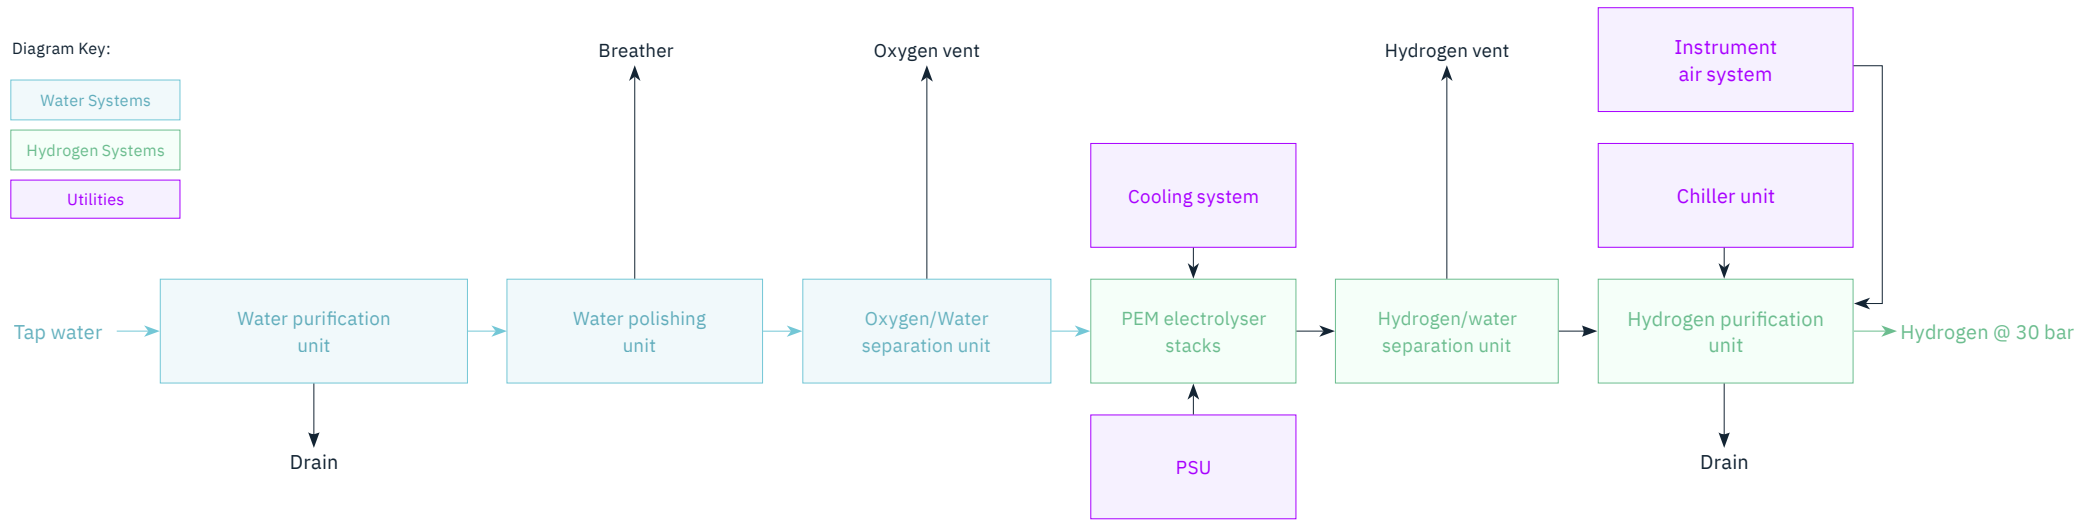 Diagram Key:
Water Systems
Hydrogen Systems
Utilities
Breather
Oxygen vent
Hydrogen vent
Instrument
air system
Cooling system
Chiller unit
Tap water
Water purification
unit
Water polishing
unit
Oxygen/Water
separation unit
PEM electrolyser
stacks
Hydrogen/water
separation unit
Hydrogen purification
unit
Hydrogen @ 30 bar
Drain
PSU
Drain